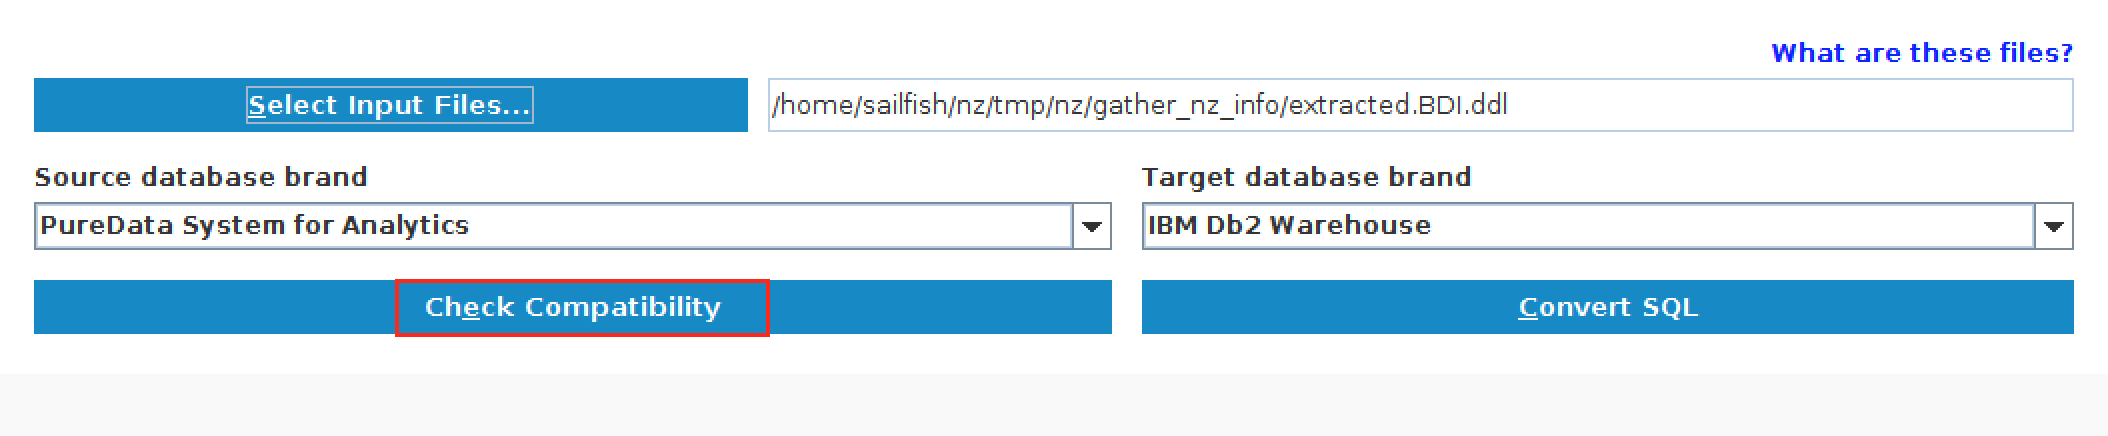 What are these files?
Select Input Files...
/home/sailfish/nz/tmp/nz/gather_nz_info/extracted.BDI.ddl
Source database brand
Target database brand
PureData System for Analytics
IBM Db2 Warehouse
Check Compatibility
Convert SQL